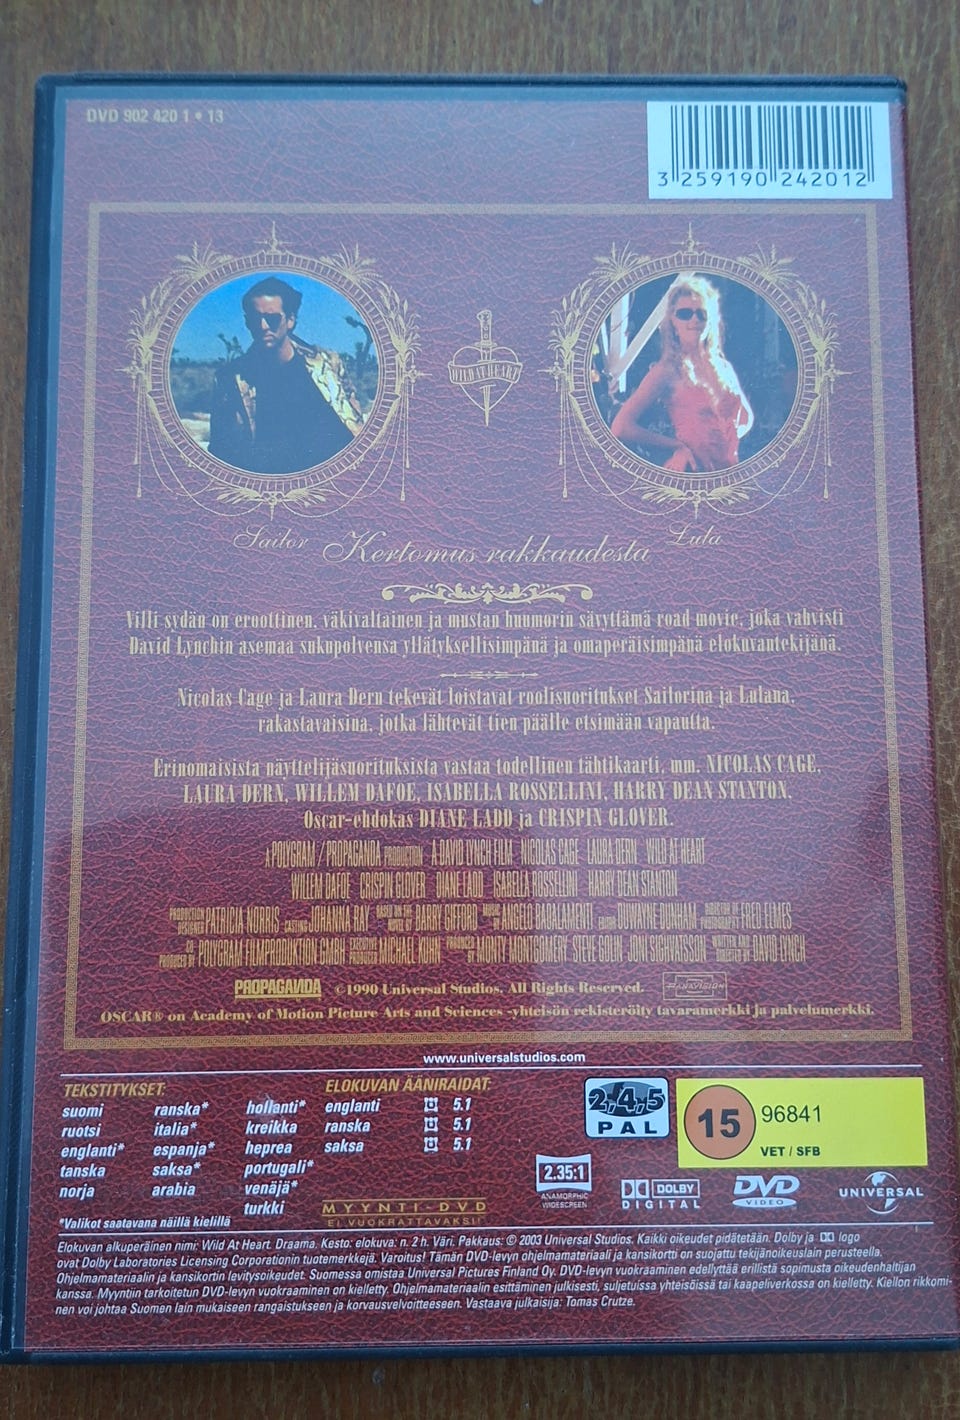 DVD 902 420 1 • 13
3 259190 242012
WILD AT HEART
Sailor
Lula
Kertomus rakkaudesta
Villi sydän on eroottinen, väkivaltainen ja mustan huumorin sävyttämä road movie, joka vahvisti
David Lynchin asemaa sukupolvensa yllätyksellisimpänä ja omaperäisimpänä elokuvantekijänä.
Nicolas Cage ja Laura Dern tekevät loistavat roolisuoritukset Sailorina ja Lulana,
rakastavaisina, jotka lähtevät tien päälle etsimään vapautta.
Erinomaisista näyttelijäsuorituksista vastaa todellinen tähtikaarti, mm. NICOLAS CAGE,
LAURA DERN, WILLEM DAFOE, ISABELLA ROSSELLINI, HARRY DEAN STANTON,
Oscar-ehdokas DIANE LADD ja CRISPIN GLOVER.
A POLYGRAM / PROPAGANDA PRODUCTION A DAVID LYNCH FILM NICOLAS CAGE LAURA DERN WILD AT HEART
WILLEM DAFOE CRISPIN GLOVER DIANE LADD ISABELLA ROSSELLINI HARRY DEAN STANTON
PRODUCTION DESIGNER PATRICIA NORRIS CASTING JOHANNA RAY BASED ON THE NOVEL BY BARRY GIFFORD MUSIC BY ANGELO BADALAMENTI EDITOR DUWAYNE DUNHAM DIRECTOR OF PHOTOGRAPHY FRED ELMES
CO PRODUCED BY POLYGRAM FILMPRODUKTION GMBH EXECUTIVE PRODUCER MICHAEL KUHN PRODUCED BY MONTY MONTGOMERY STEVE GOLIN JONI SIGHVATSSON WRITTEN AND DIRECTED BY DAVID LYNCH
PROPAGANDA ©1990 Universal Studios. All Rights Reserved. PANAVISION
OSCAR® on Academy of Motion Picture Arts and Sciences -yhteisön rekisteröity tavaramerkki ja palvelumerkki.
www.universalstudios.com
TEKSTITYKSET:
suomi ranska* hollanti*
ruotsi italia* kreikka
englanti* espanja* heprea
tanska saksa* portugali*
norja arabia venäjä*
turkki
*Valikot saatavana näillä kielillä
ELOKUVAN ÄÄNIRAIDAT:
englanti 5.1
ranska 5.1
saksa 5.1
MYYNTI-DVD
EI VUOKRATTAVAKSI!
2,4,5
PAL
15 96841
VET / SFB
2.35:1
ANAMORPHIC
WIDESCREEN
DOLBY
DIGITAL
DVD
VIDEO
UNIVERSAL
Elokuvan alkuperäinen nimi: Wild At Heart. Draama. Kesto: elokuva: n. 2 h. Väri. Pakkaus: © 2003 Universal Studios. Kaikki oikeudet pidätetään. Dolby ja logo
ovat Dolby Laboratories Licensing Corporationin tuotemerkkejä. Varoitus! Tämän DVD-levyn ohjelmamateriaali ja kansikortti on suojattu tekijänoikeuslain perusteella.
Ohjelmamateriaalin ja kansikortin levitysoikeudet: Suomessa omistaa Universal Pictures Finland Oy. DVD-levyn vuokraaminen edellyttää erillistä sopimusta oikeudenhaltijan
kanssa. Myyntiin tarkoitetun DVD-levyn vuokraaminen on kielletty. Ohjelmamateriaalin esittäminen julkisesti, suljetuissa yhteisöissä tai kaapeliverkossa on kielletty. Kiellon rikkomi-
nen voi johtaa Suomen lain mukaiseen rangaistukseen ja korvausvelvoitteeseen. Vastaava julkaisija: Tomas Crutze.